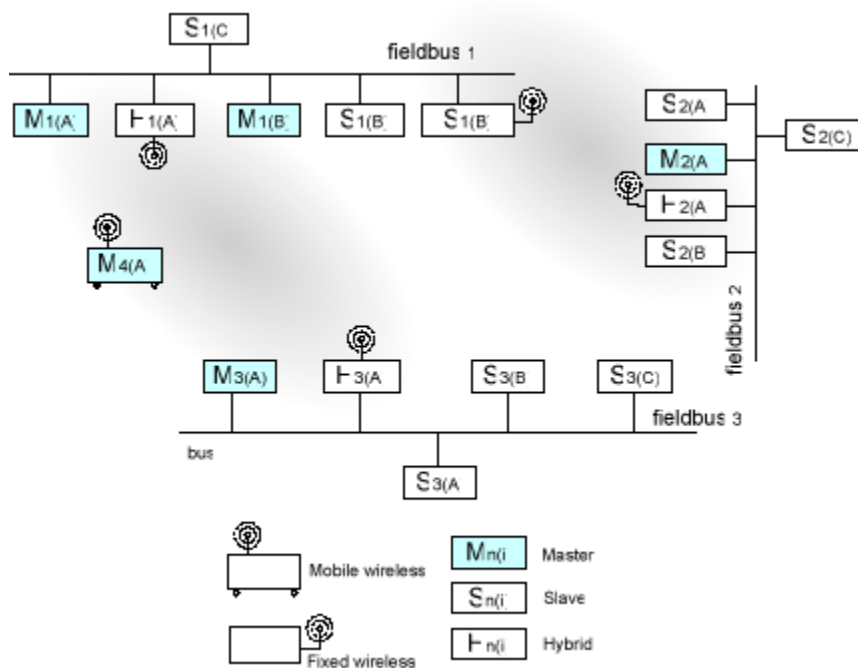 S1(C
fieldbus 1
M1(A) H1(A) M1(B) S1(B) S1(B)
S2(A
S2(C)
M2(A
H2(A
S2(B
M4(A
fieldbus 2
M3(A) H3(A S3(B S3(C)
fieldbus 3
bus
S3(A
Mn(i Master
Mobile wireless
Sn(i) Slave
Hn(i Hybrid
Fixed wireless